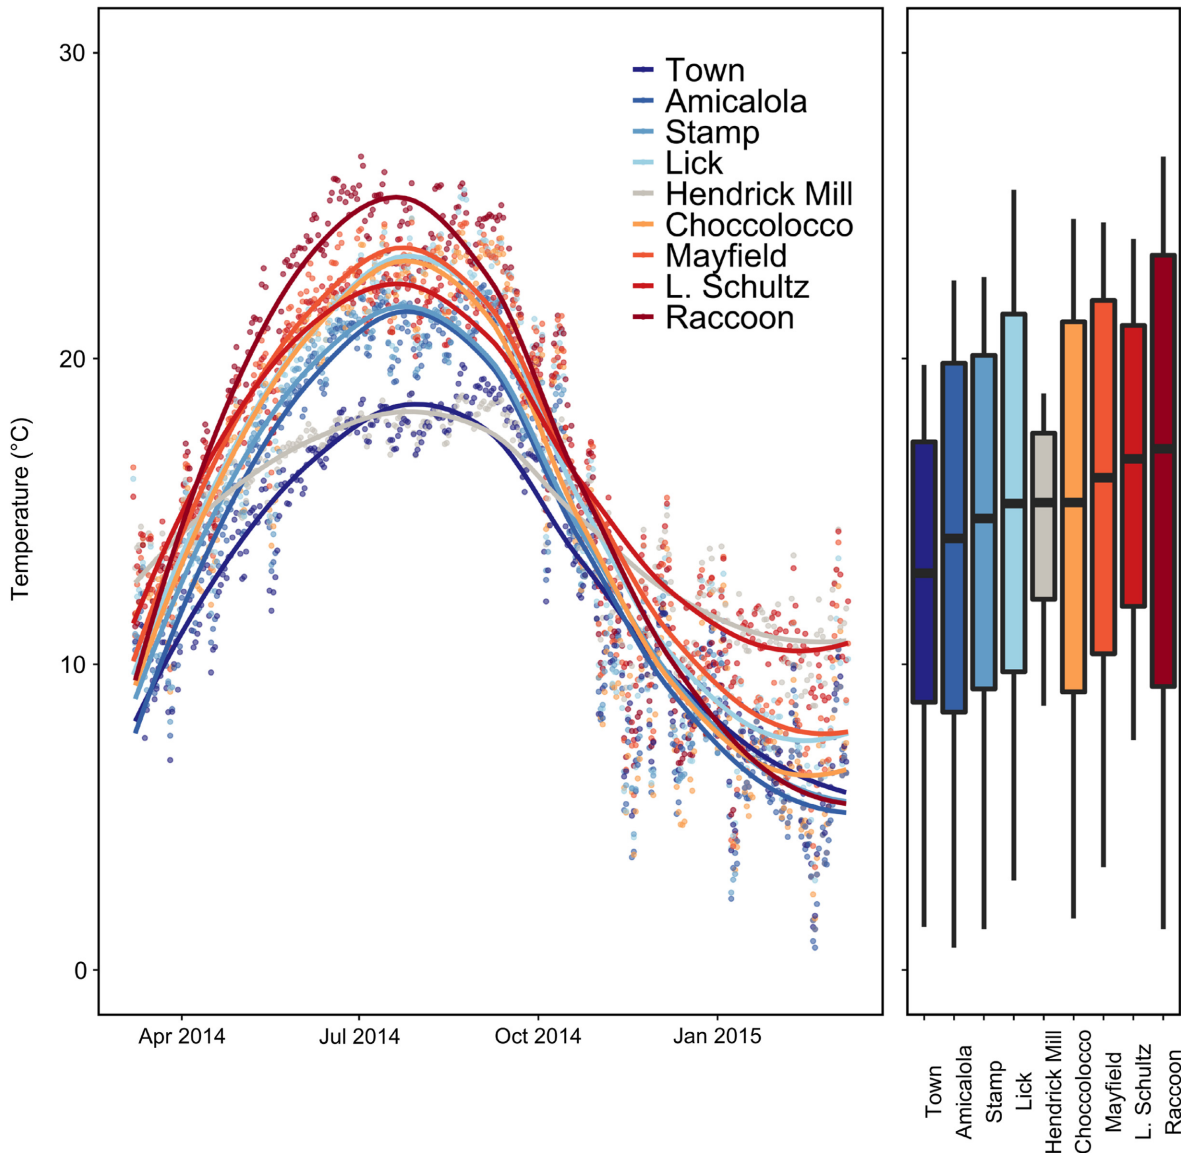 30
20
10
0
Temperature (°C)
Apr 2014
Jul 2014
Oct 2014
Jan 2015
Town
Amicalola
Stamp
Lick
Hendrick Mill
Choccolocco
Mayfield
L. Schultz
Raccoon
Town
Amicalola
Stamp
Lick
Hendrick Mill
Choccolocco
Mayfield
L. Schultz
Raccoon